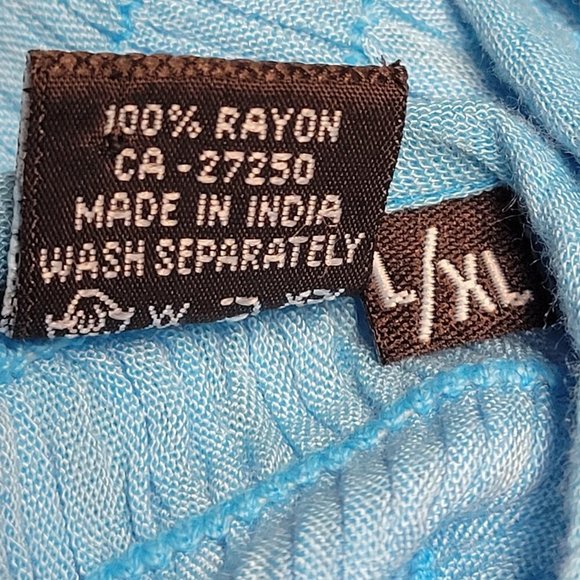 100% RAYON
CA-27250
MADE IN INDIA
WASH SEPARATELY
L/XL